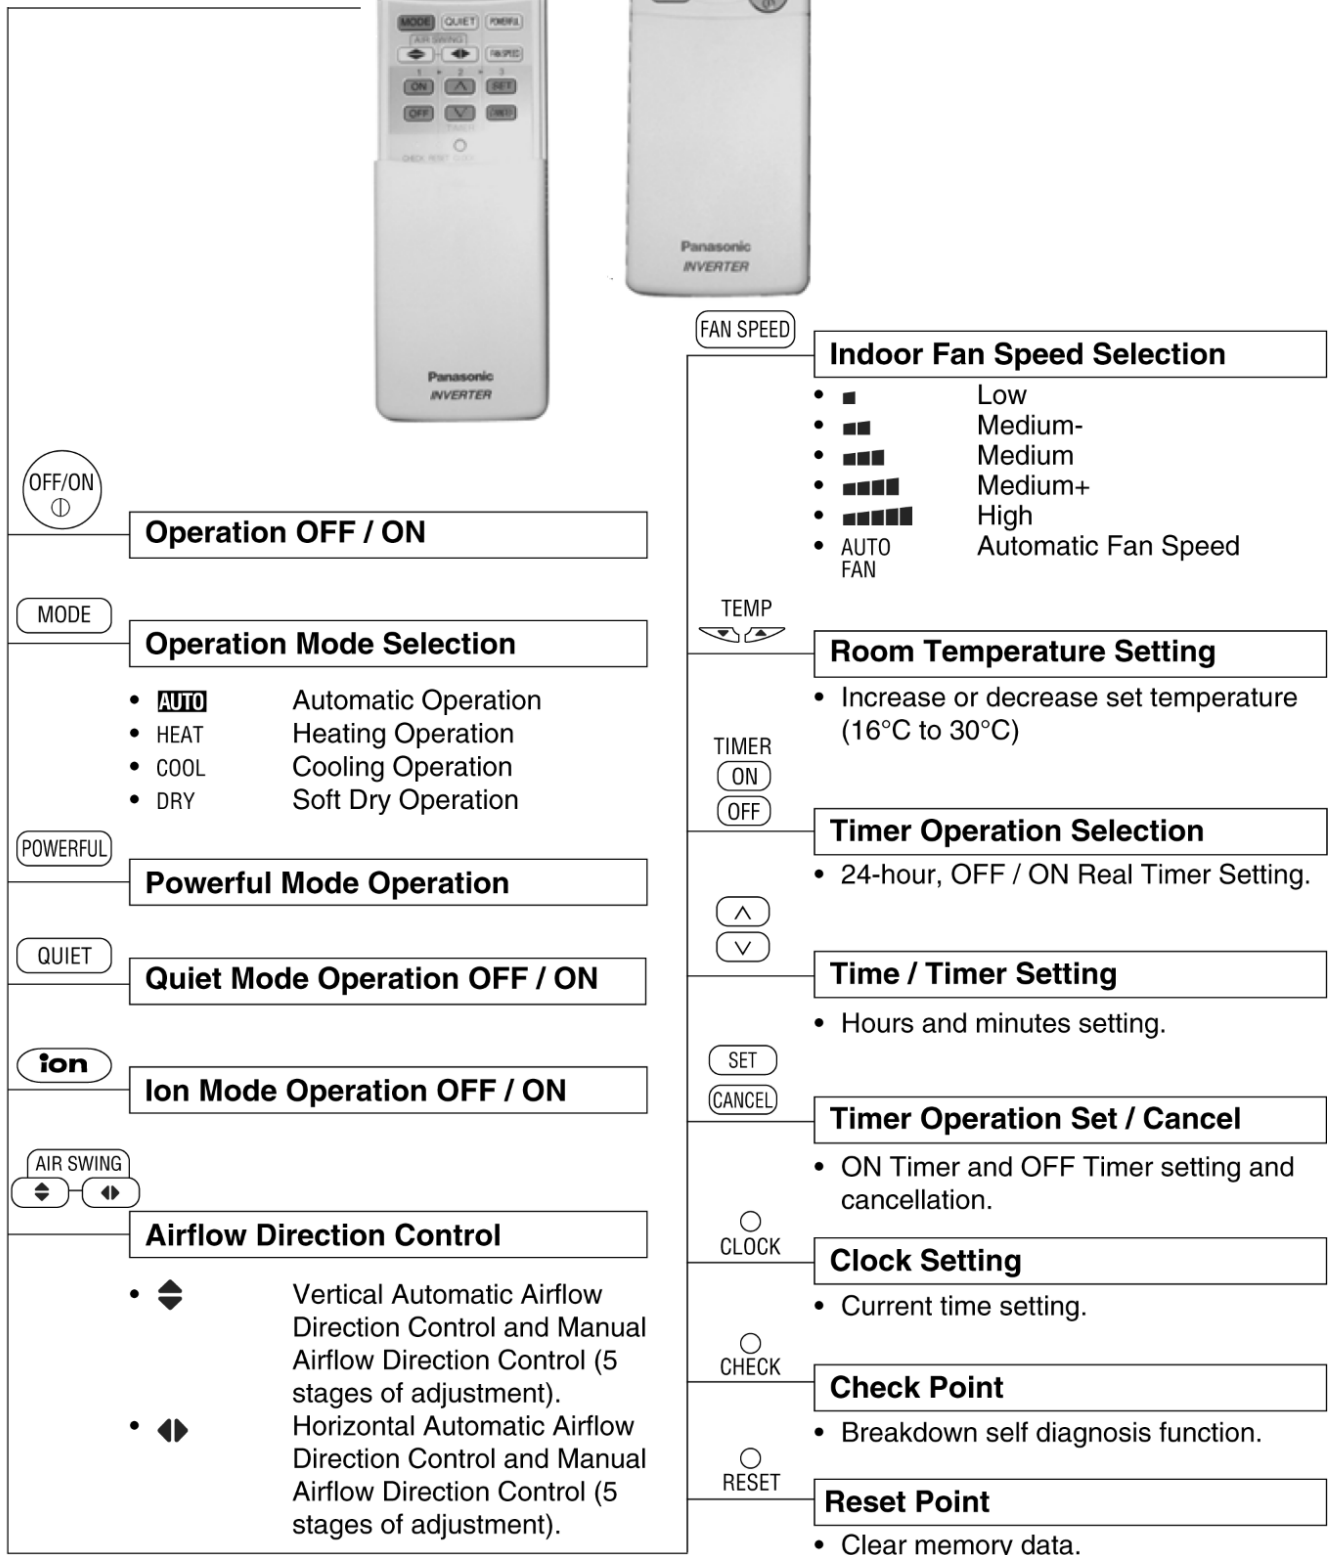 MODE QUIET POWERFUL
AIR SWING
FAN SPEED
1 2 3
ON SET
OFF CANCEL
TIMER
CHECK RESET CLOCK
Panasonic
INVERTER
Panasonic
INVERTER
OFF/ON
Operation OFF / ON
MODE
Operation Mode Selection
• AUTO Automatic Operation
• HEAT Heating Operation
• COOL Cooling Operation
• DRY Soft Dry Operation
POWERFUL
Powerful Mode Operation
QUIET
Quiet Mode Operation OFF / ON
ion
Ion Mode Operation OFF / ON
AIR SWING
Airflow Direction Control
• Vertical Automatic Airflow
Direction Control and Manual
Airflow Direction Control (5
stages of adjustment).
• Horizontal Automatic Airflow
Direction Control and Manual
Airflow Direction Control (5
stages of adjustment).
FAN SPEED
Indoor Fan Speed Selection
• Low
• Medium-
• Medium
• Medium+
• High
• AUTO Automatic Fan Speed
FAN
TEMP
Room Temperature Setting
• Increase or decrease set temperature
(16°C to 30°C)
TIMER
ON
OFF
Timer Operation Selection
• 24-hour, OFF / ON Real Timer Setting.
Time / Timer Setting
• Hours and minutes setting.
SET
CANCEL
Timer Operation Set / Cancel
• ON Timer and OFF Timer setting and
cancellation.
CLOCK
Clock Setting
• Current time setting.
CHECK
Check Point
• Breakdown self diagnosis function.
RESET
Reset Point
• Clear memory data.